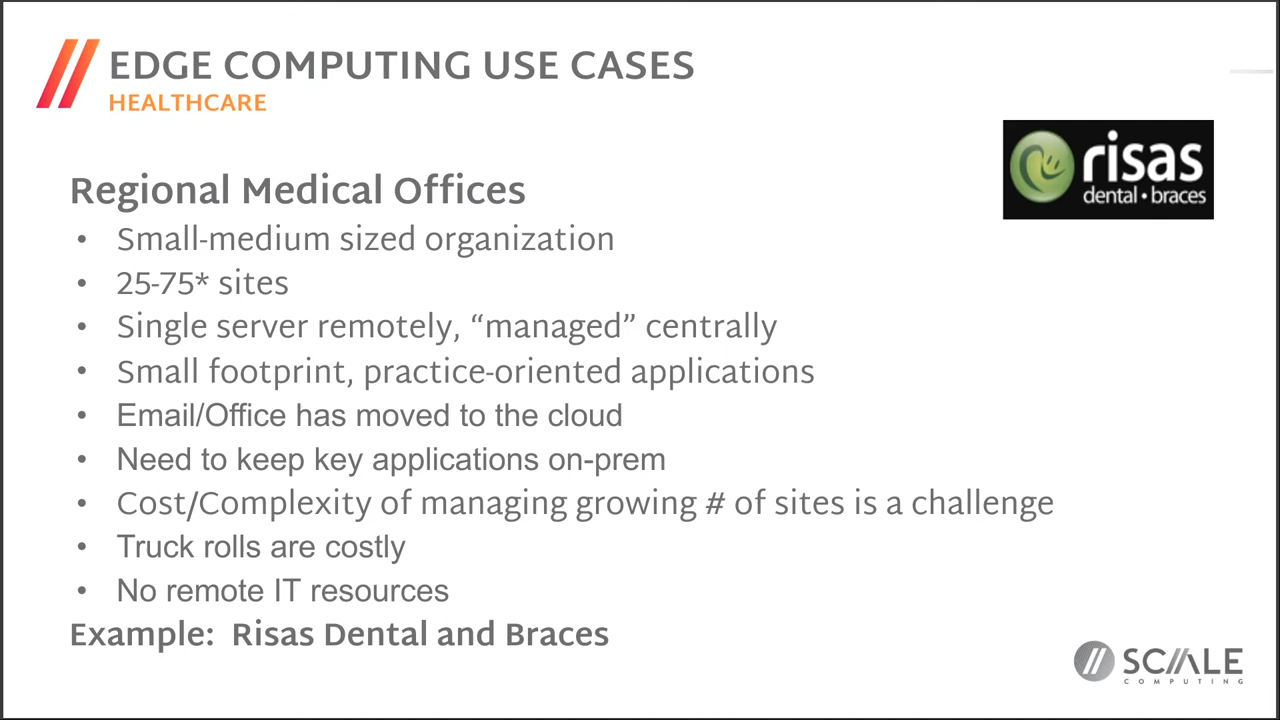 EDGE COMPUTING USE CASES
HEALTHCARE
risas
dental • braces
Regional Medical Offices
• Small-medium sized organization
• 25-75* sites
• Single server remotely, “managed” centrally
• Small footprint, practice-oriented applications
• Email/Office has moved to the cloud
• Need to keep key applications on-prem
• Cost/Complexity of managing growing # of sites is a challenge
• Truck rolls are costly
• No remote IT resources
Example: Risas Dental and Braces
SCALE
COMPUTING